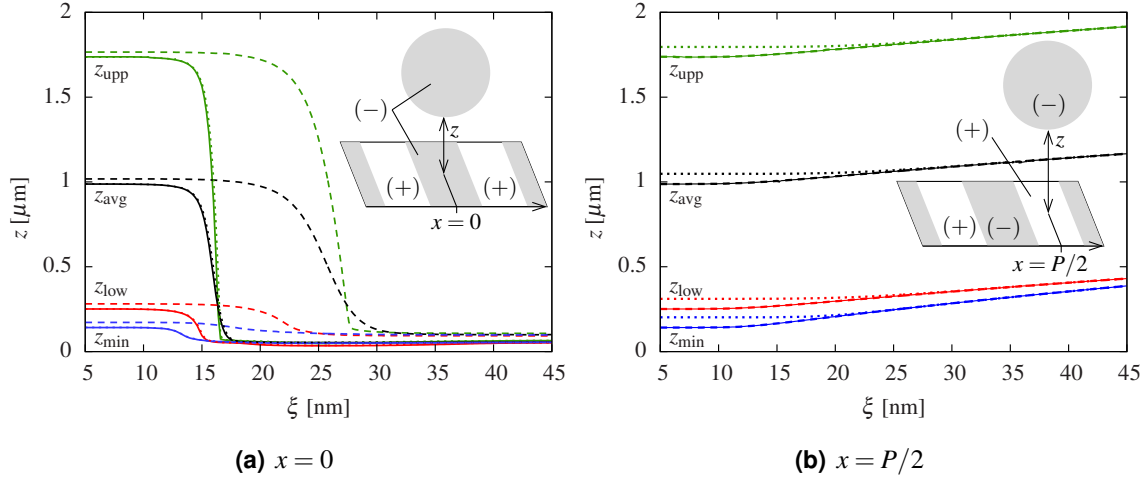 2
1.5
1
0.5
0
z [µm]
z_upp
z_avg
z_low
z_min
(−)
z
(+)
(+)
x = 0
5
10
15
20
25
30
35
40
45
ξ [nm]
(a) x = 0
2
1.5
1
0.5
0
z [µm]
z_upp
z_avg
z_low
z_min
(−)
(+)
z
(+) (−)
x = P/2
5
10
15
20
25
30
35
40
45
ξ [nm]
(b) x = P/2